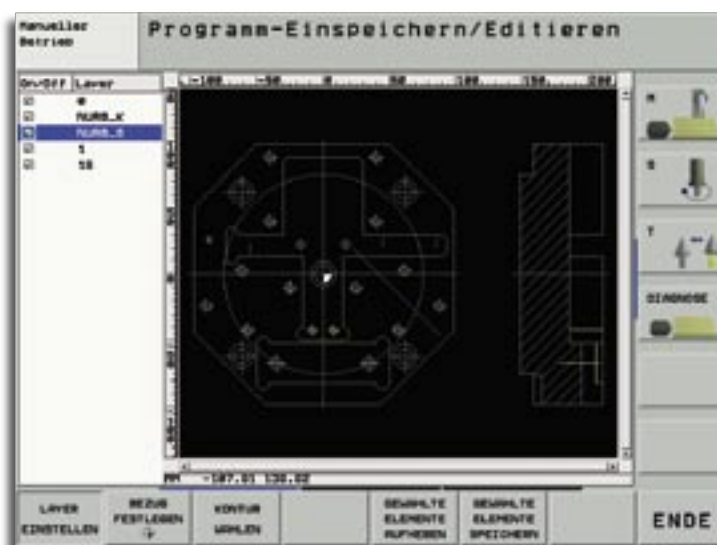 Manueller
Betrieb
Programm-Einspeichern/Editieren
On/Off Layer
0
NURB_K
NURB_S
1
10
-100 -50 0 50 100 150 200
M
S
T
DIAGNOSE
MM -107.01 130.02
LAYER
EINSTELLEN
BEZUG
FESTLEGEN
KONTUR
WÄHLEN
GEWÄHLTE
ELEMENTE
AUFHEBEN
GEWÄHLTE
ELEMENTE
SPEICHERN
ENDE